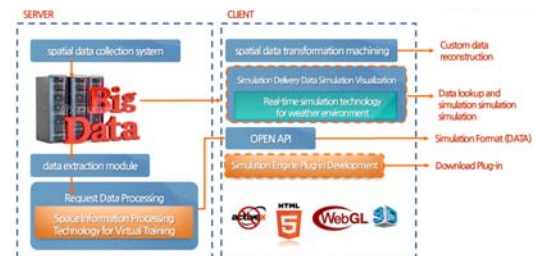 SERVER
spatial data collection system
Big
Data
data extraction module
Request Data Processing
Space Information Processing
Technology for Virtual Training
CLIENT
spatial data transformation machining
Simulation Delivery Data Simulation Visualization
Real-time simulation technology
for weather environment
OPEN API
Simulation Engine Plug-in Development
activex
HTML
5
WebGL
3D
Custom data
reconstruction
Data lookup and
simulation simulation
simulation
Simulation Format (DATA)
Download Plug-in